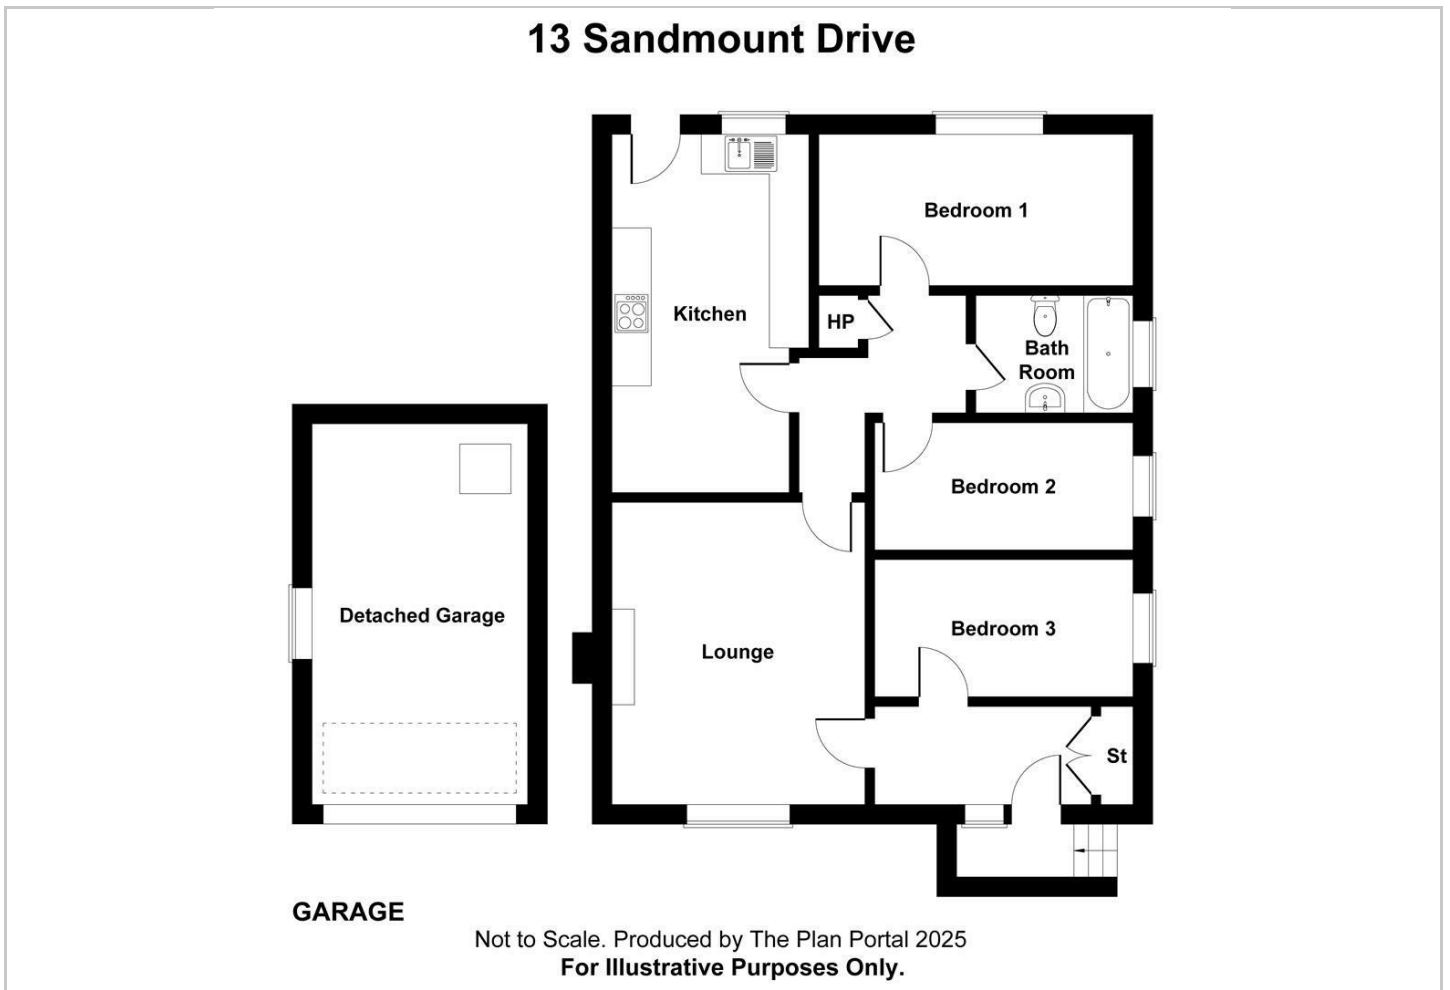 13 Sandmount Drive
Bedroom 1
Kitchen
HP
Bath
Room
Bedroom 2
Detached Garage
Bedroom 3
Lounge
St
GARAGE
Not to Scale. Produced by The Plan Portal 2025
For Illustrative Purposes Only.